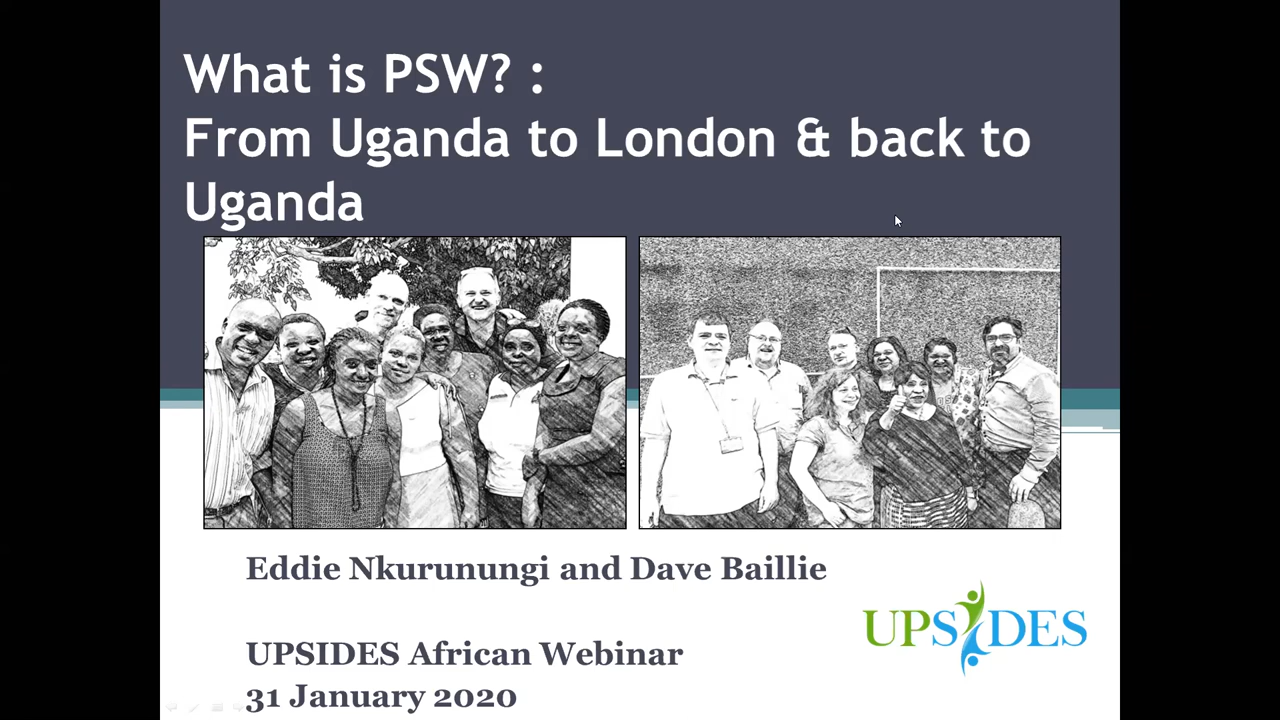 What is PSW? :
From Uganda to London & back to
Uganda
Eddie Nkurunungi and Dave Baillie
UPSIDES
UPSIDES African Webinar
31 January 2020